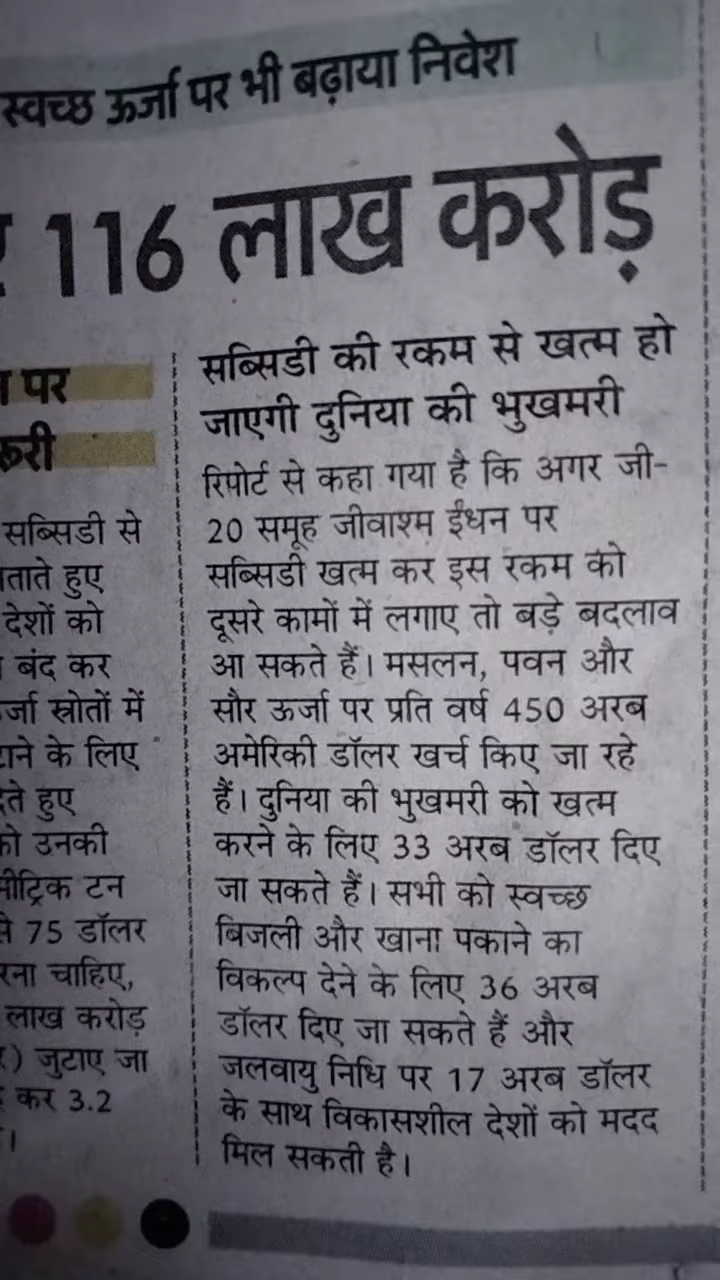 स्वच्छ ऊर्जा पर भी बढ़ाया निवेश
116 लाख करोड़
पर
सब्सिडी से
हुए
देशों को
बंद कर
स्रोतों में
के लिए
हुए
उनकी
टन
75 डॉलर
चाहिए,
लाख करोड़
जुटाए जा
कर 3.2
सब्सिडी की रकम से खत्म हो
जाएगी दुनिया की भुखमरी
रिपोर्ट से कहा गया है कि अगर जी-
20 समूह जीवाश्म ईंधन पर
सब्सिडी खत्म कर इस रकम को
दूसरे कामों में लगाए तो बड़े बदलाव
आ सकते हैं। मसलन, पवन और
सौर ऊर्जा पर प्रति वर्ष 450 अरब
अमेरिकी डॉलर खर्च किए जा रहे
हैं। दुनिया की भुखमरी को खत्म
करने के लिए 33 अरब डॉलर दिए
जा सकते हैं। सभी को स्वच्छ
बिजली और खाना पकाने का
विकल्प देने के लिए 36 अरब
डॉलर दिए जा सकते हैं और
जलवायु निधि पर 17 अरब डॉलर
के साथ विकासशील देशों को मदद
मिल सकती है।